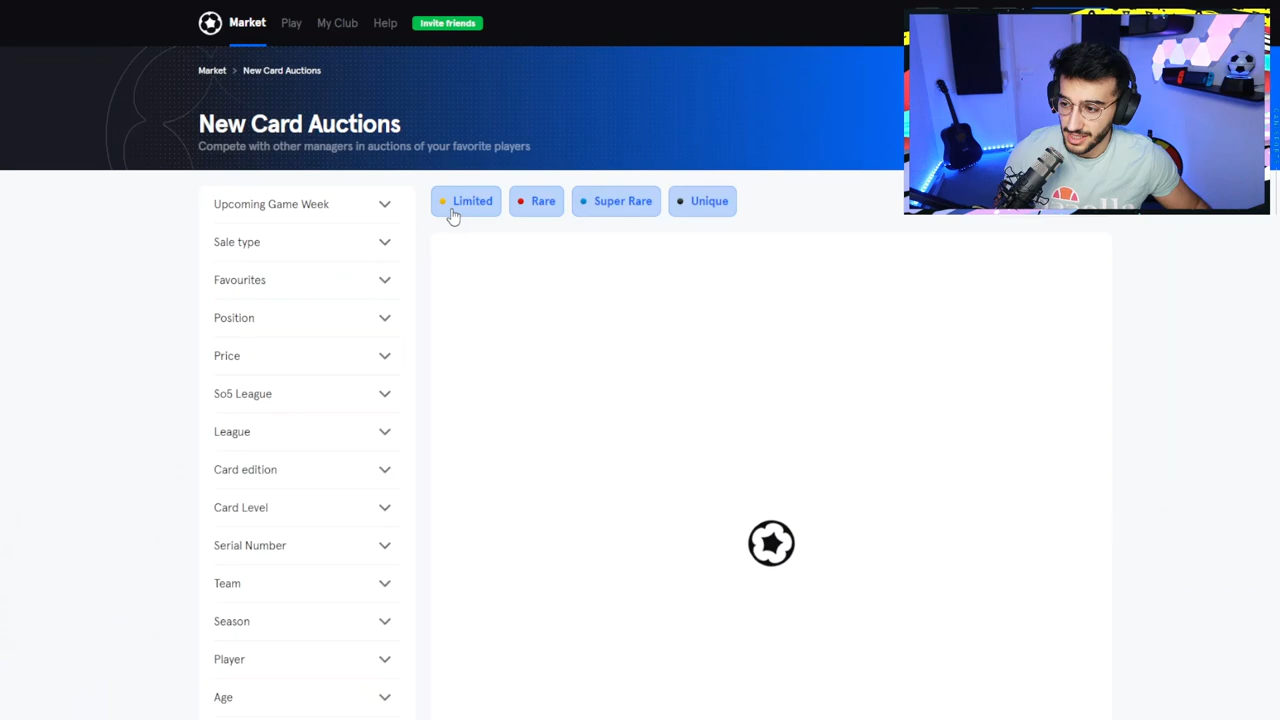 Market Play My Club Help Invite friends
Market > New Card Auctions
New Card Auctions
Compete with other managers in auctions of your favorite players
Limited Rare Super Rare Unique
Upcoming Game Week
Sale type
Favourites
Position
Price
So5 League
League
Card edition
Card Level
Serial Number
Team
Season
Player
Age